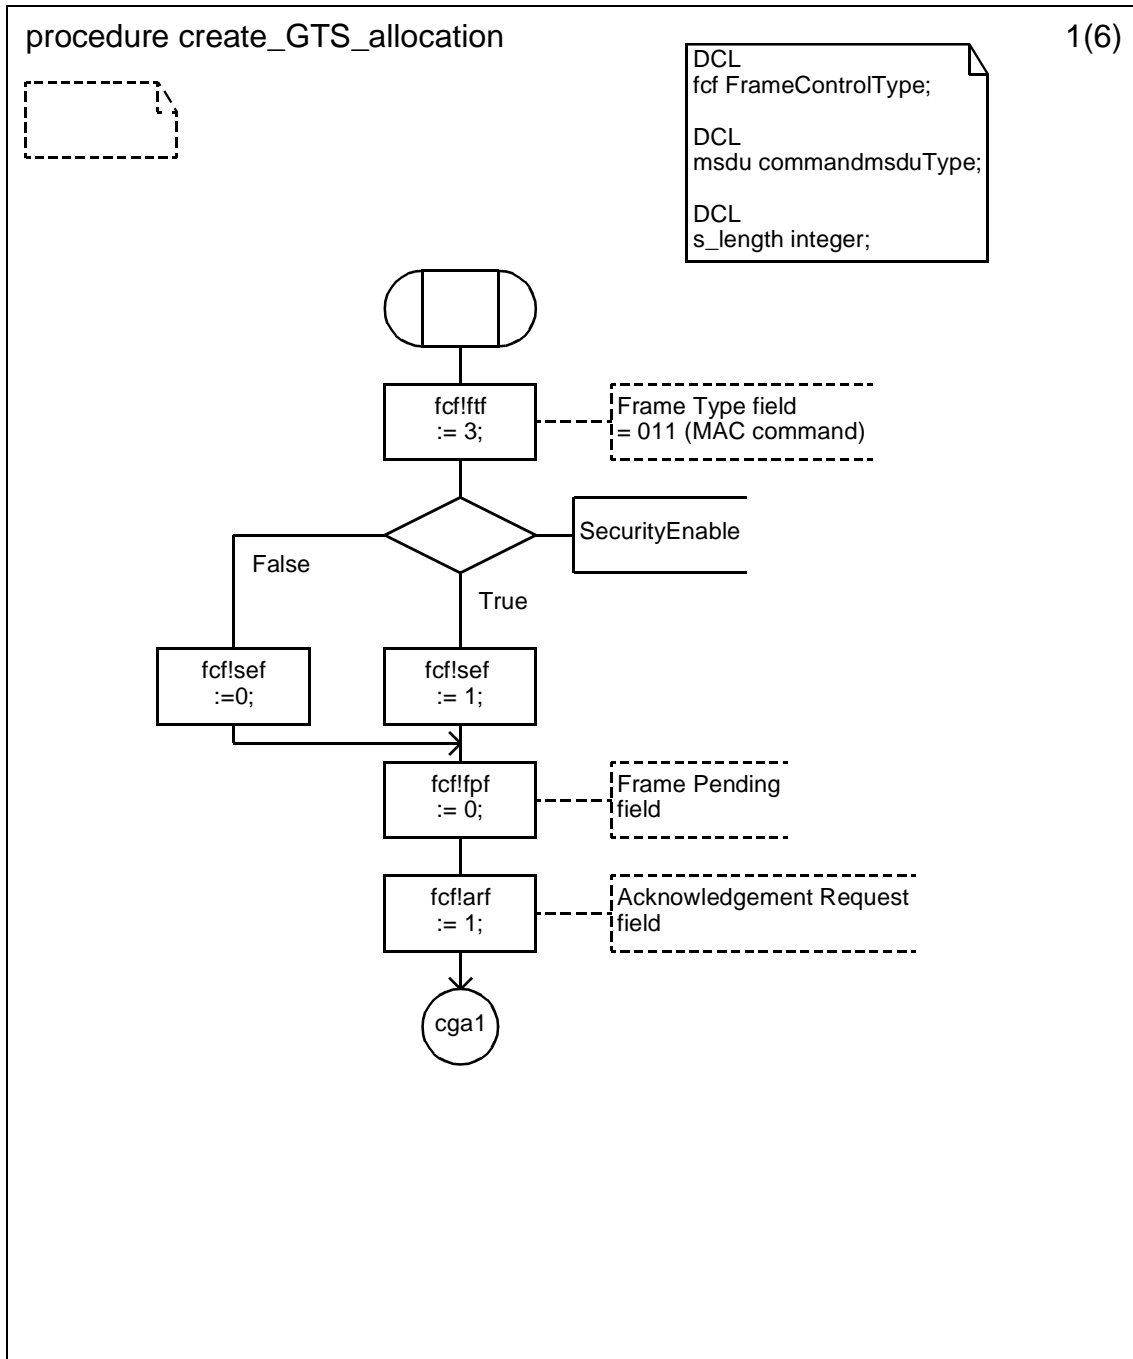 procedure create_GTS_allocation
1(6)
DCL
fcf FrameControlType;
DCL
msdu commandmsduType;
DCL
s_length integer;
fcf!ftf
:= 3;
Frame Type field
= 011 (MAC command)
SecurityEnable
False
True
fcf!sef
:=0;
fcf!sef
:= 1;
fcf!fpf
:= 0;
Frame Pending
field
fcf!arf
:= 1;
Acknowledgement Request
field
cga1